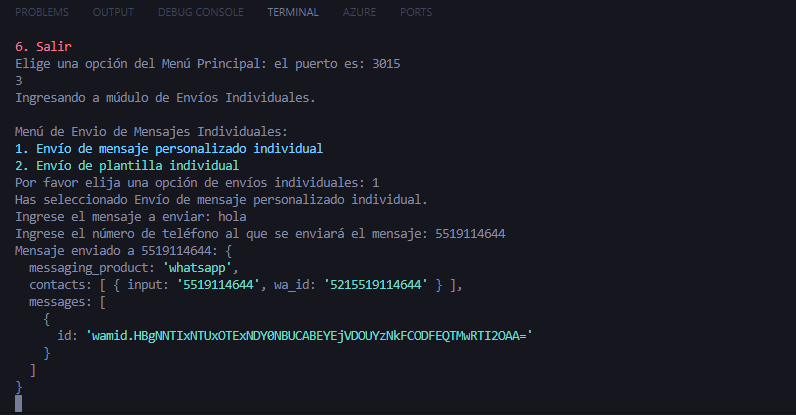 PROBLEMS OUTPUT DEBUG CONSOLE TERMINAL AZURE PORTS
6. Salir
Elige una opción del Menú Principal: el puerto es: 3015
3
Ingresando a múdulo de Envíos Individuales.
Menú de Envio de Mensajes Individuales:
1. Envío de mensaje personalizado individual
2. Envío de plantilla individual
Por favor elija una opción de envíos individuales: 1
Has seleccionado Envío de mensaje personalizado individual.
Ingrese el mensaje a enviar: hola
Ingrese el número de teléfono al que se enviará el mensaje: 5519114644
Mensaje enviado a 5519114644: {
  messaging_product: 'whatsapp',
  contacts: [ { input: '5519114644', wa_id: '5215519114644' } ],
  messages: [
    {
      id: 'wamid.HBgNNTIxNTUxOTExNDY0NBUCABEYEjVDOUYzNkFCODFEQTMwRTI2OAA='
    }
  ]
}